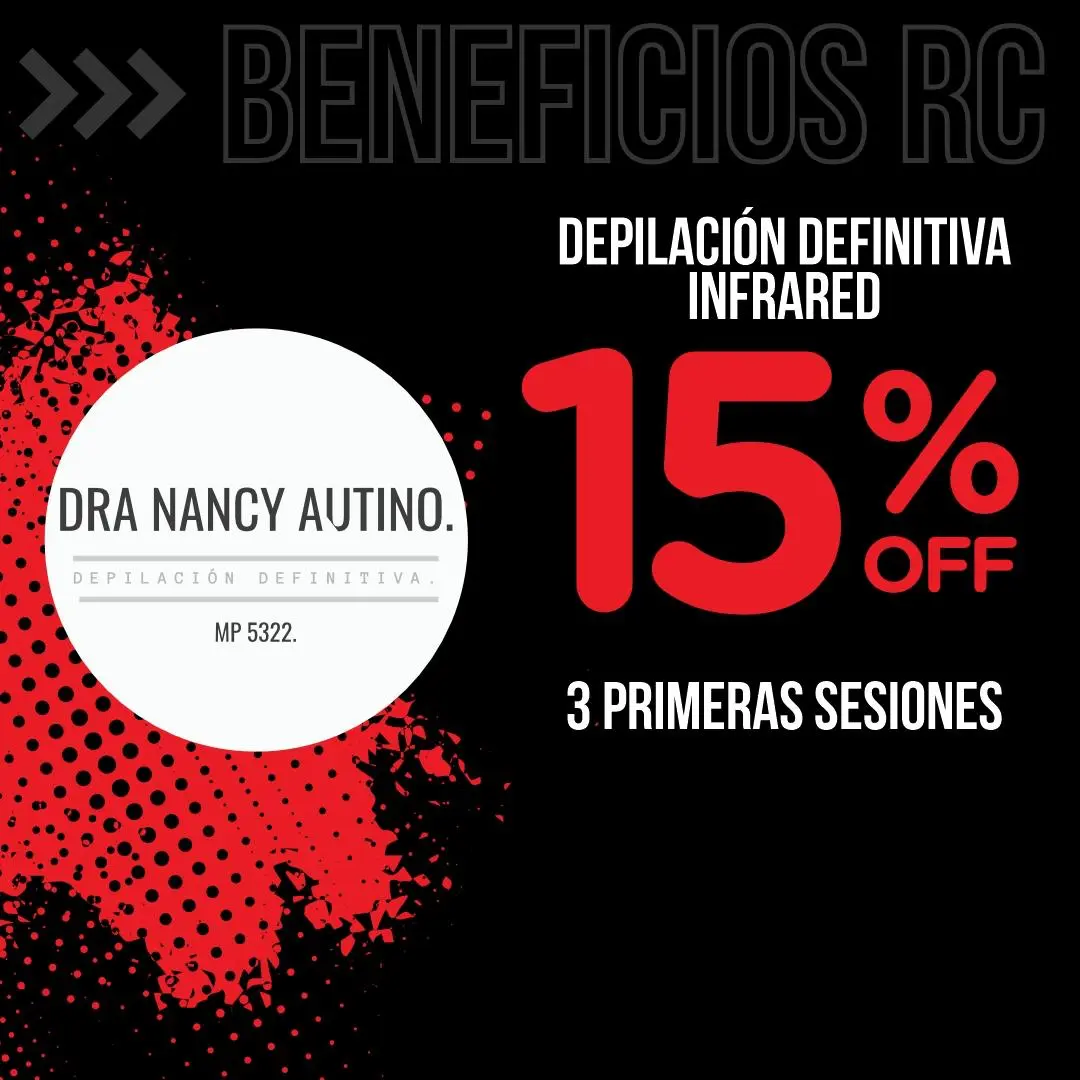 BENEFICIOS RC
DEPILACIÓN DEFINITIVA
INFRARED
15%
OFF
3 PRIMERAS SESIONES
DRA NANCY AUTINO.
DEPILACIÓN DEFINITIVA.
MP 5322.